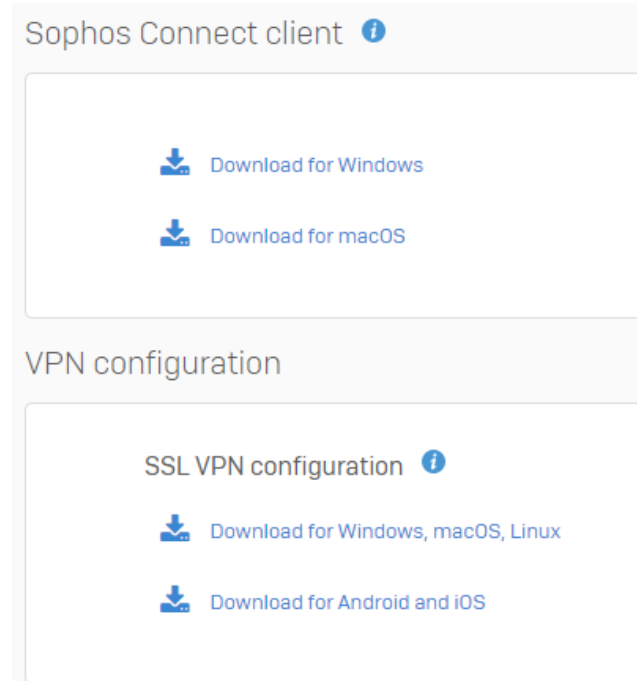 Sophos Connect client
Download for Windows
Download for macOS
VPN configuration
SSL VPN configuration
Download for Windows, macOS, Linux
Download for Android and iOS